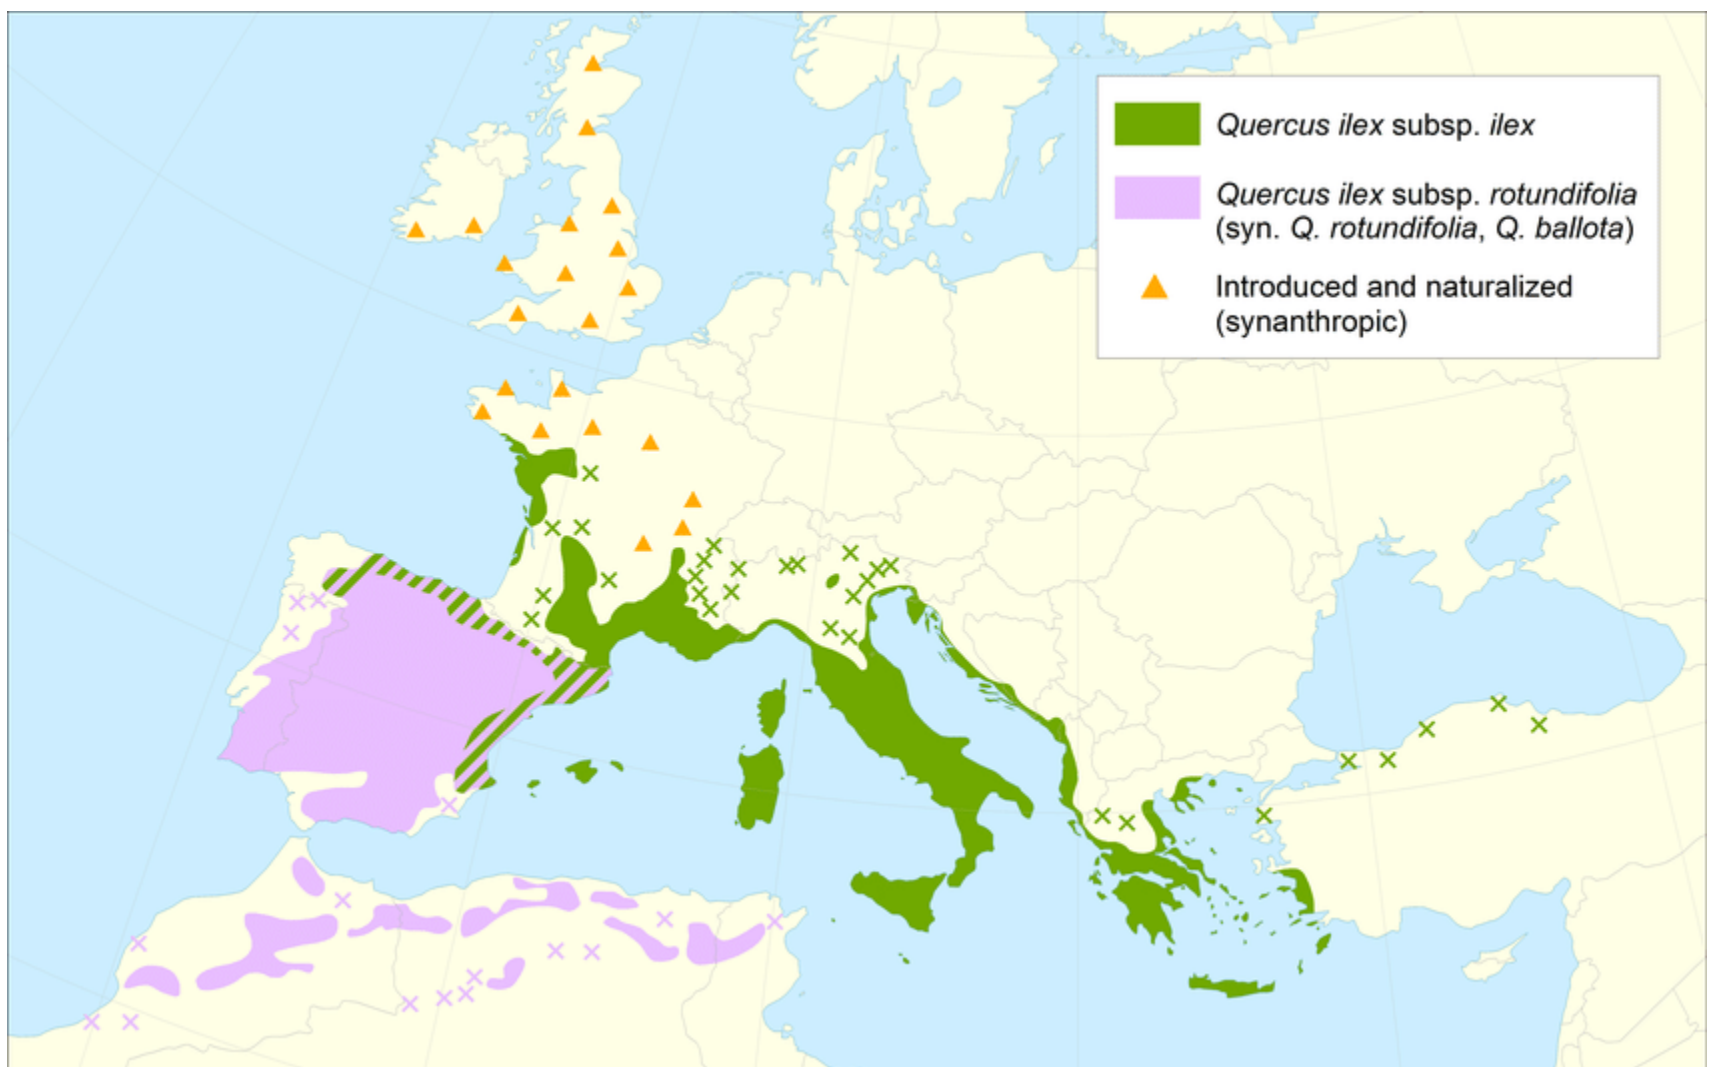 Quercus ilex subsp. ilex
Quercus ilex subsp. rotundifolia
(syn. Q. rotundifolia, Q. ballota)
Introduced and naturalized
(synanthropic)